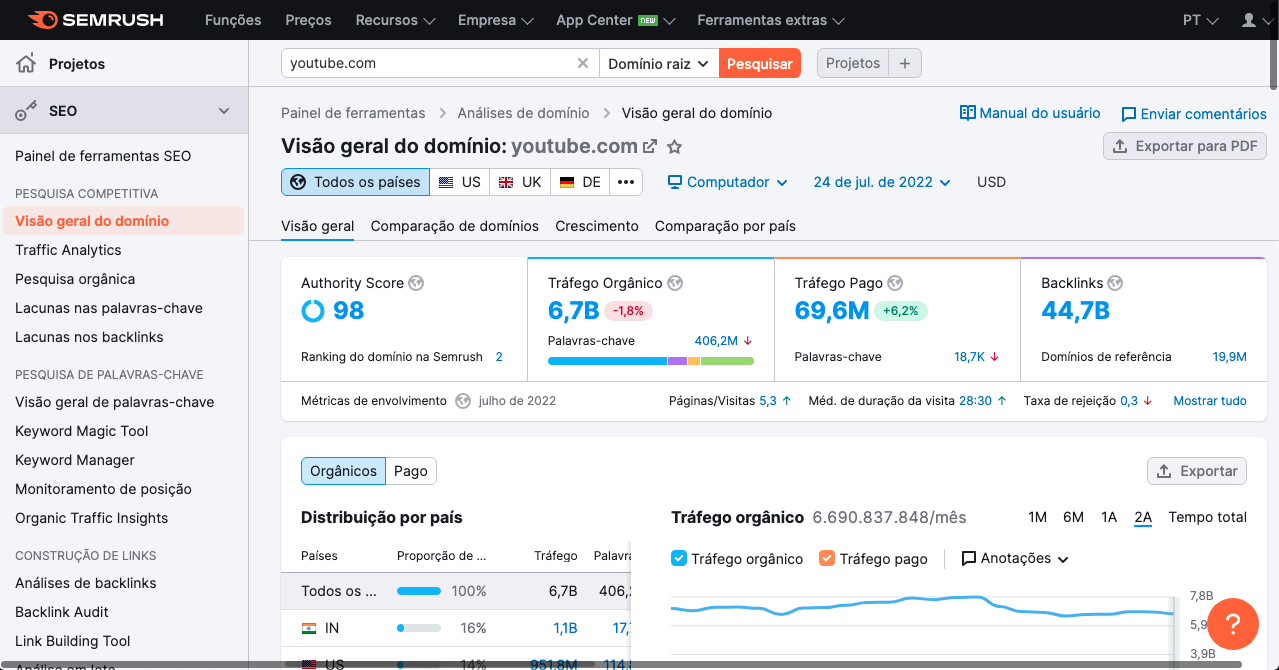 SEMRUSH Funções Preços Recursos Empresa App Center NEW Ferramentas extras PT
Projetos
SEO
Painel de ferramentas SEO
PESQUISA COMPETITIVA
Visão geral do domínio
Traffic Analytics
Pesquisa orgânica
Lacunas nas palavras-chave
Lacunas nos backlinks
PESQUISA DE PALAVRAS-CHAVE
Visão geral de palavras-chave
Keyword Magic Tool
Keyword Manager
Monitoramento de posição
Organic Traffic Insights
CONSTRUÇÃO DE LINKS
Análises de backlinks
Backlink Audit
Link Building Tool
Análise em lote
youtube.com Domínio raiz Pesquisar Projetos +
Painel de ferramentas Análises de domínio Visão geral do domínio Manual do usuário Enviar comentários
Visão geral do domínio: youtube.com Exportar para PDF
Todos os países US UK DE ••• Computador 24 de jul. de 2022 USD
Visão geral Comparação de domínios Crescimento Comparação por país
Authority Score
98
Ranking do domínio na Semrush 2
Tráfego Orgânico
6,7B -1,8%
Palavras-chave 406,2M
Tráfego Pago
69,6M +6,2%
Palavras-chave 18,7K
Backlinks
44,7B
Domínios de referência 19,9M
Métricas de envolvimento julho de 2022 Páginas/Visitas 5,3 Méd. de duração da visita 28:30 Taxa de rejeição 0,3 Mostrar tudo
Orgânicos Pago Exportar
Distribuição por país
Países Proporção de ... Tráfego
Todos os ... 100% 6,7B 406,
IN 16% 1,1B 17,
US 14% 951,8M 114,
Tráfego orgânico 6.690.837.848/mês 1M 6M 1A 2A Tempo total
Tráfego orgânico Tráfego pago Anotações
7,8B
5,9
3,9B
?